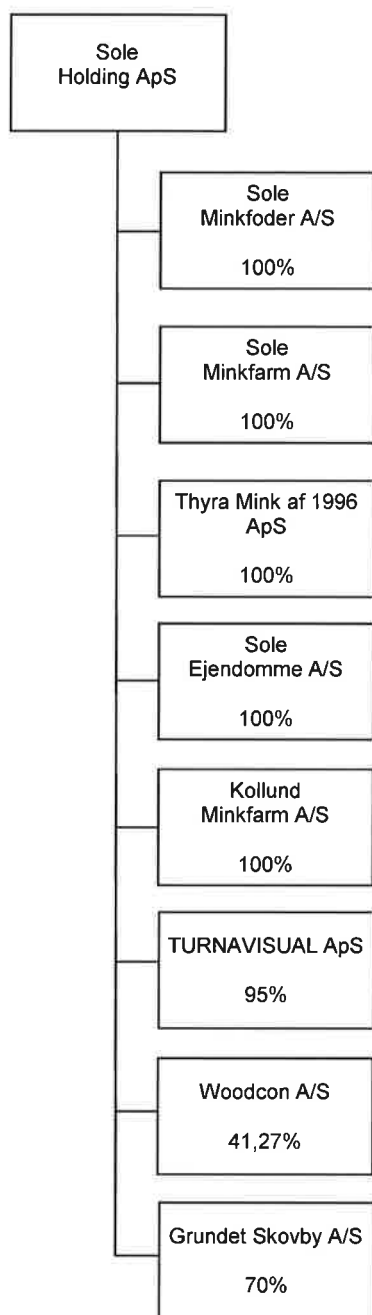 Sole
Holding ApS
Sole
Minkfoder A/S
100%
Sole
Minkfarm A/S
100%
Thyra Mink af 1996
ApS
100%
Sole
Ejendomme A/S
100%
Kollund
Minkfarm A/S
100%
TURNAVISUAL ApS
95%
Woodcon A/S
41,27%
Grundet Skovby A/S
70%